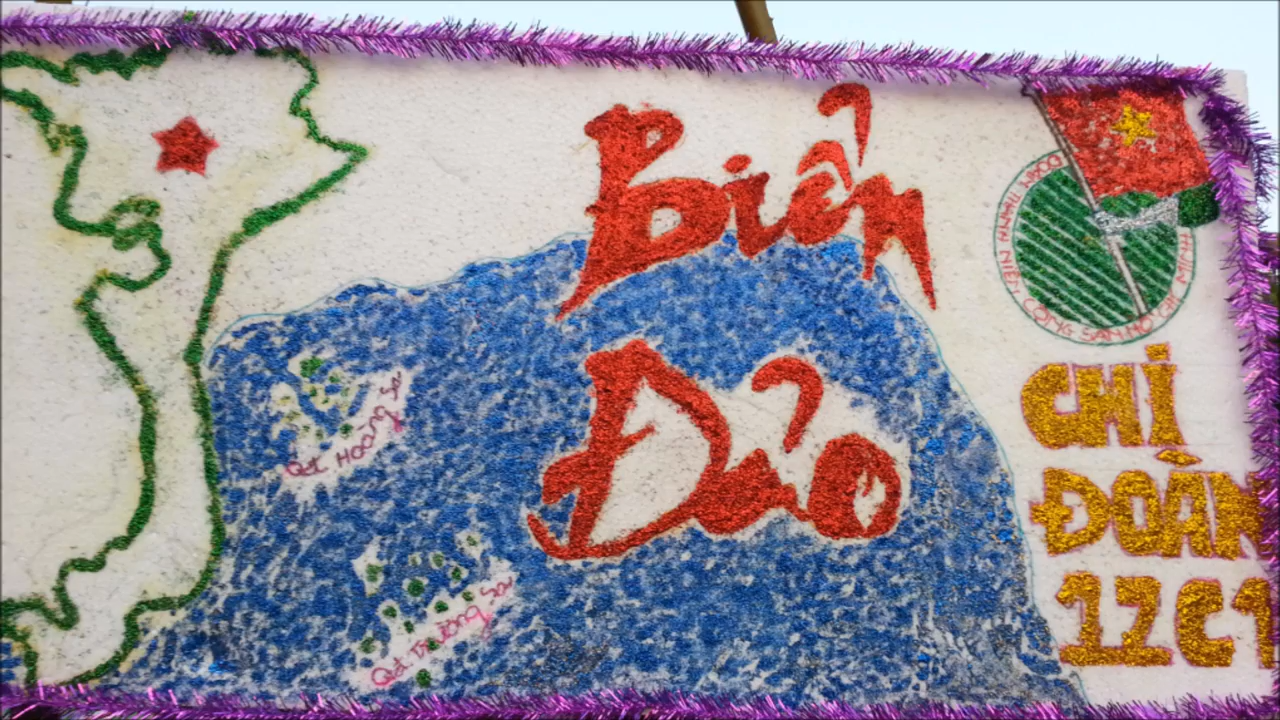 Biển
Đảo
Qđ. Hoàng Sa
Qđ. Trường Sa
CHI
ĐOÀN
12C1